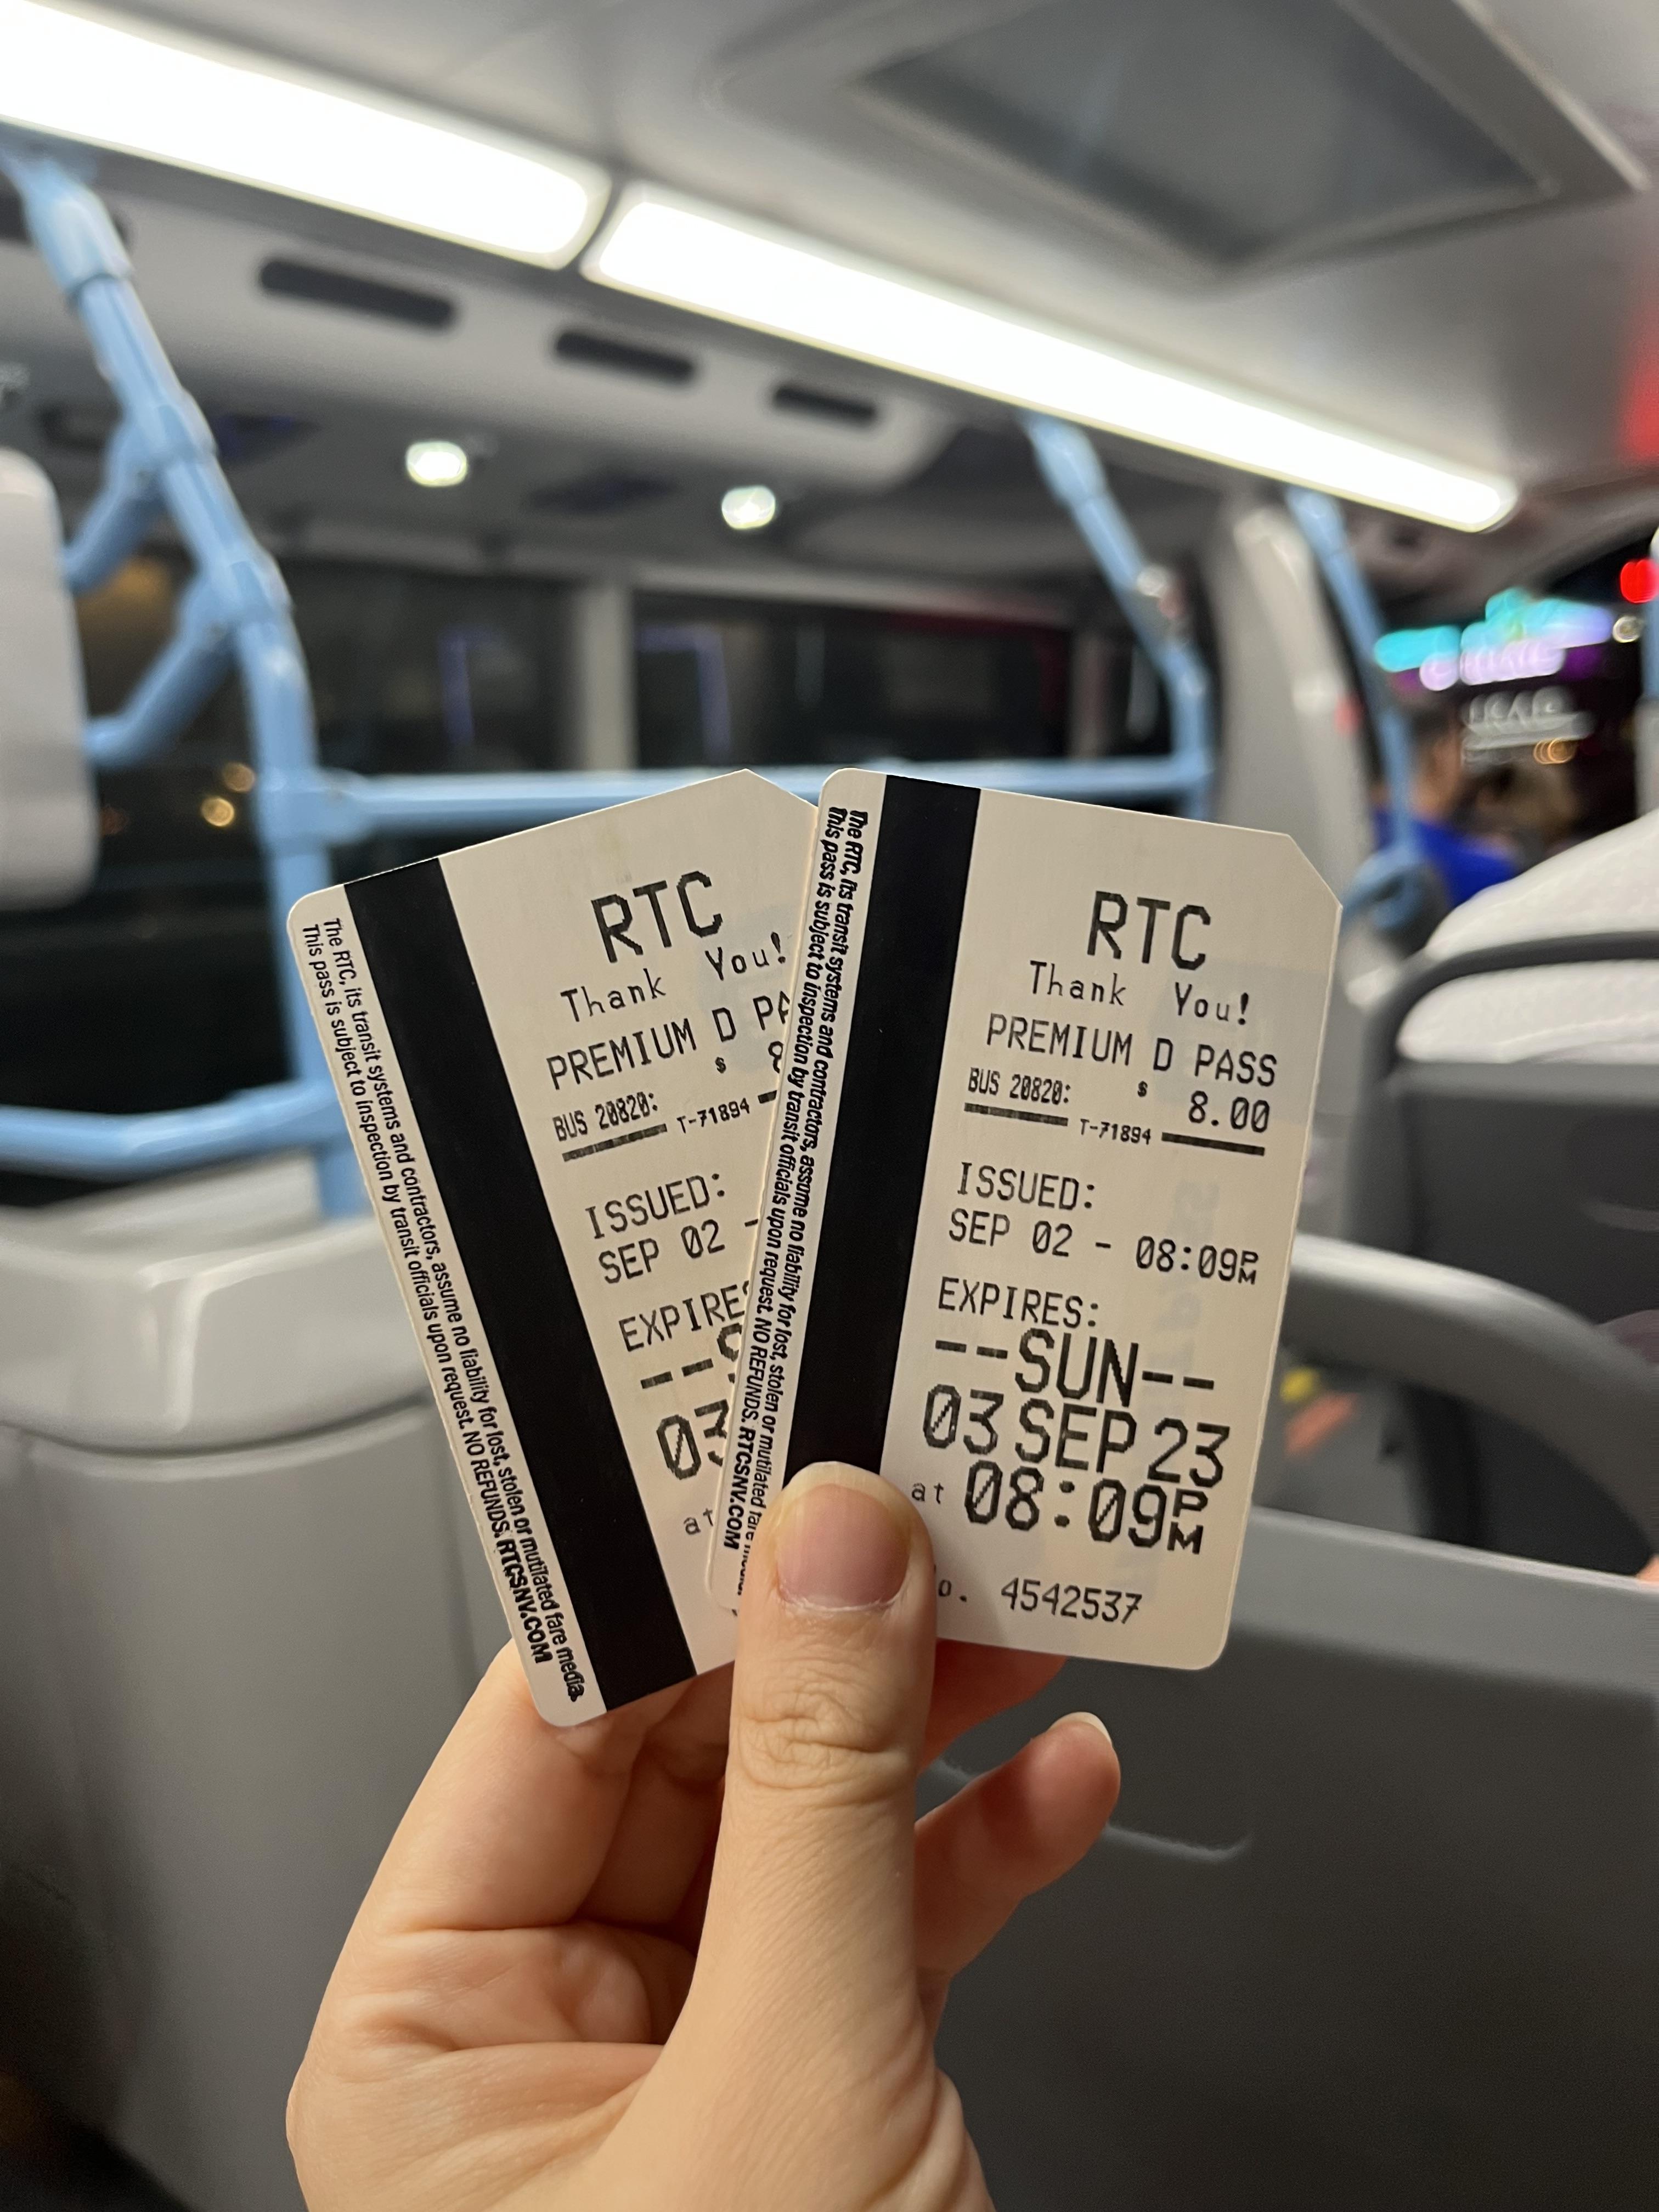 The RTC, its transit systems and contractors, assume no liability for lost, stolen or mutilated fare media.
This pass is subject to inspection by transit officials upon request. NO REFUNDS. RTCSNV.COM
RTC
Thank You!
PREMIUM D PA
$ 8
BUS 20820:
T-71894
ISSUED:
SEP 02 -
EXPIRES
--S
03
at
The RTC, its transit systems and contractors, assume no liability for lost, stolen or mutilated fare
This pass is subject to inspection by transit officials upon request. NO REFUNDS. RTCSNV.COM
RTC
Thank You!
PREMIUM D PASS
BUS 20820: $ 8.00
T-71894
ISSUED:
SEP 02 - 08:09PM
EXPIRES:
--SUN--
03 SEP 23
at 08:09PM
o. 4542537